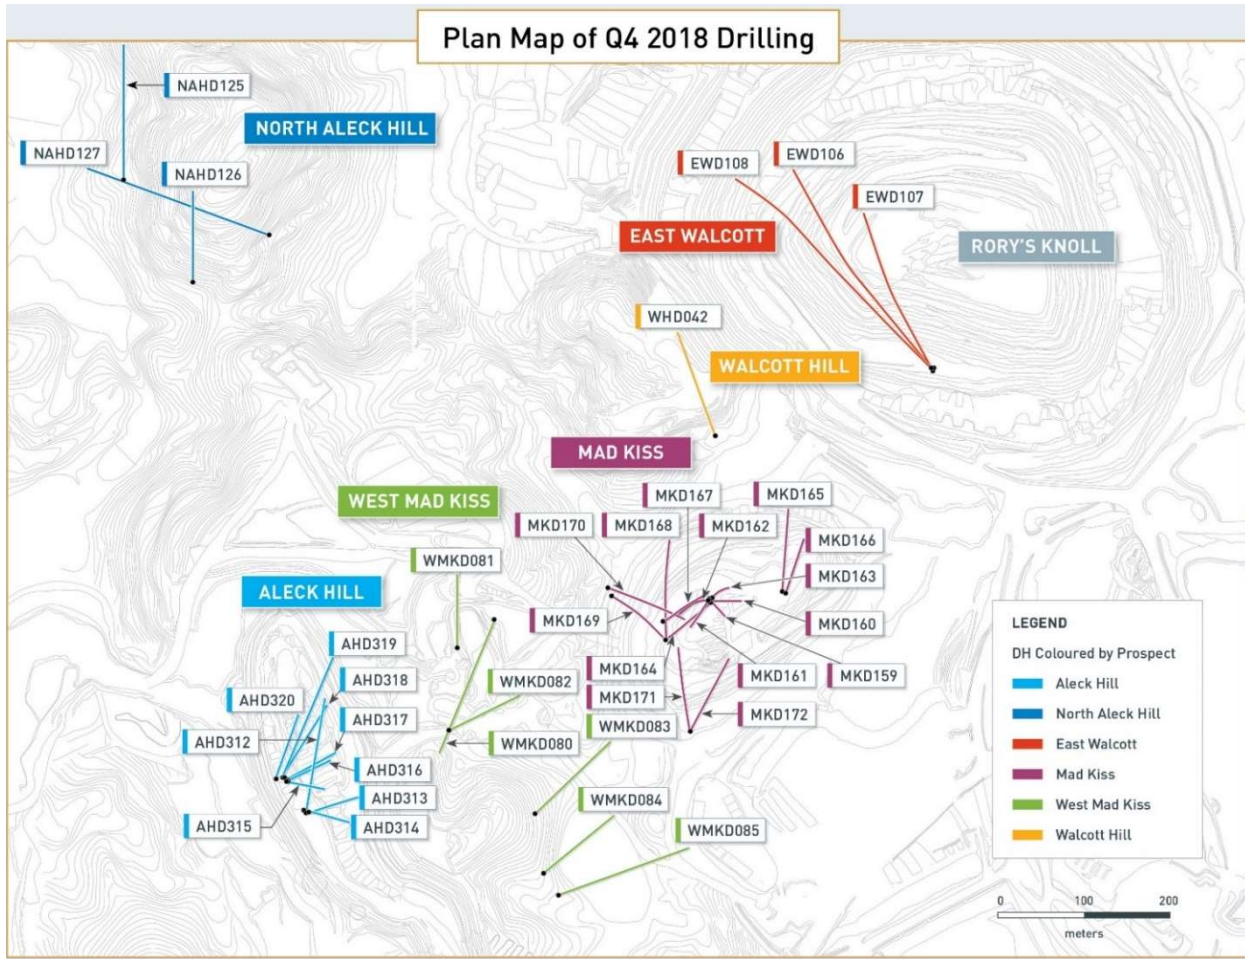 Plan Map of Q4 2018 Drilling
NAHD125
NORTH ALECK HILL
NAHD127
NAHD126
EWD108
EWD106
EWD107
EAST WALCOTT
RORY'S KNOLL
WHD042
WALCOTT HILL
MAD KISS
WEST MAD KISS
MKD167
MKD165
MKD170
MKD168
MKD162
MKD166
WMKD081
MKD163
ALECK HILL
MKD169
MKD160
AHD319
MKD164
MKD161
MKD159
AHD318
WMKD082
MKD171
AHD320
AHD317
MKD172
WMKD083
AHD312
WMKD080
AHD316
AHD313
WMKD084
AHD315
AHD314
WMKD085
LEGEND
DH Coloured by Prospect
Aleck Hill
North Aleck Hill
East Walcott
Mad Kiss
West Mad Kiss
Walcott Hill
0 100 200
meters